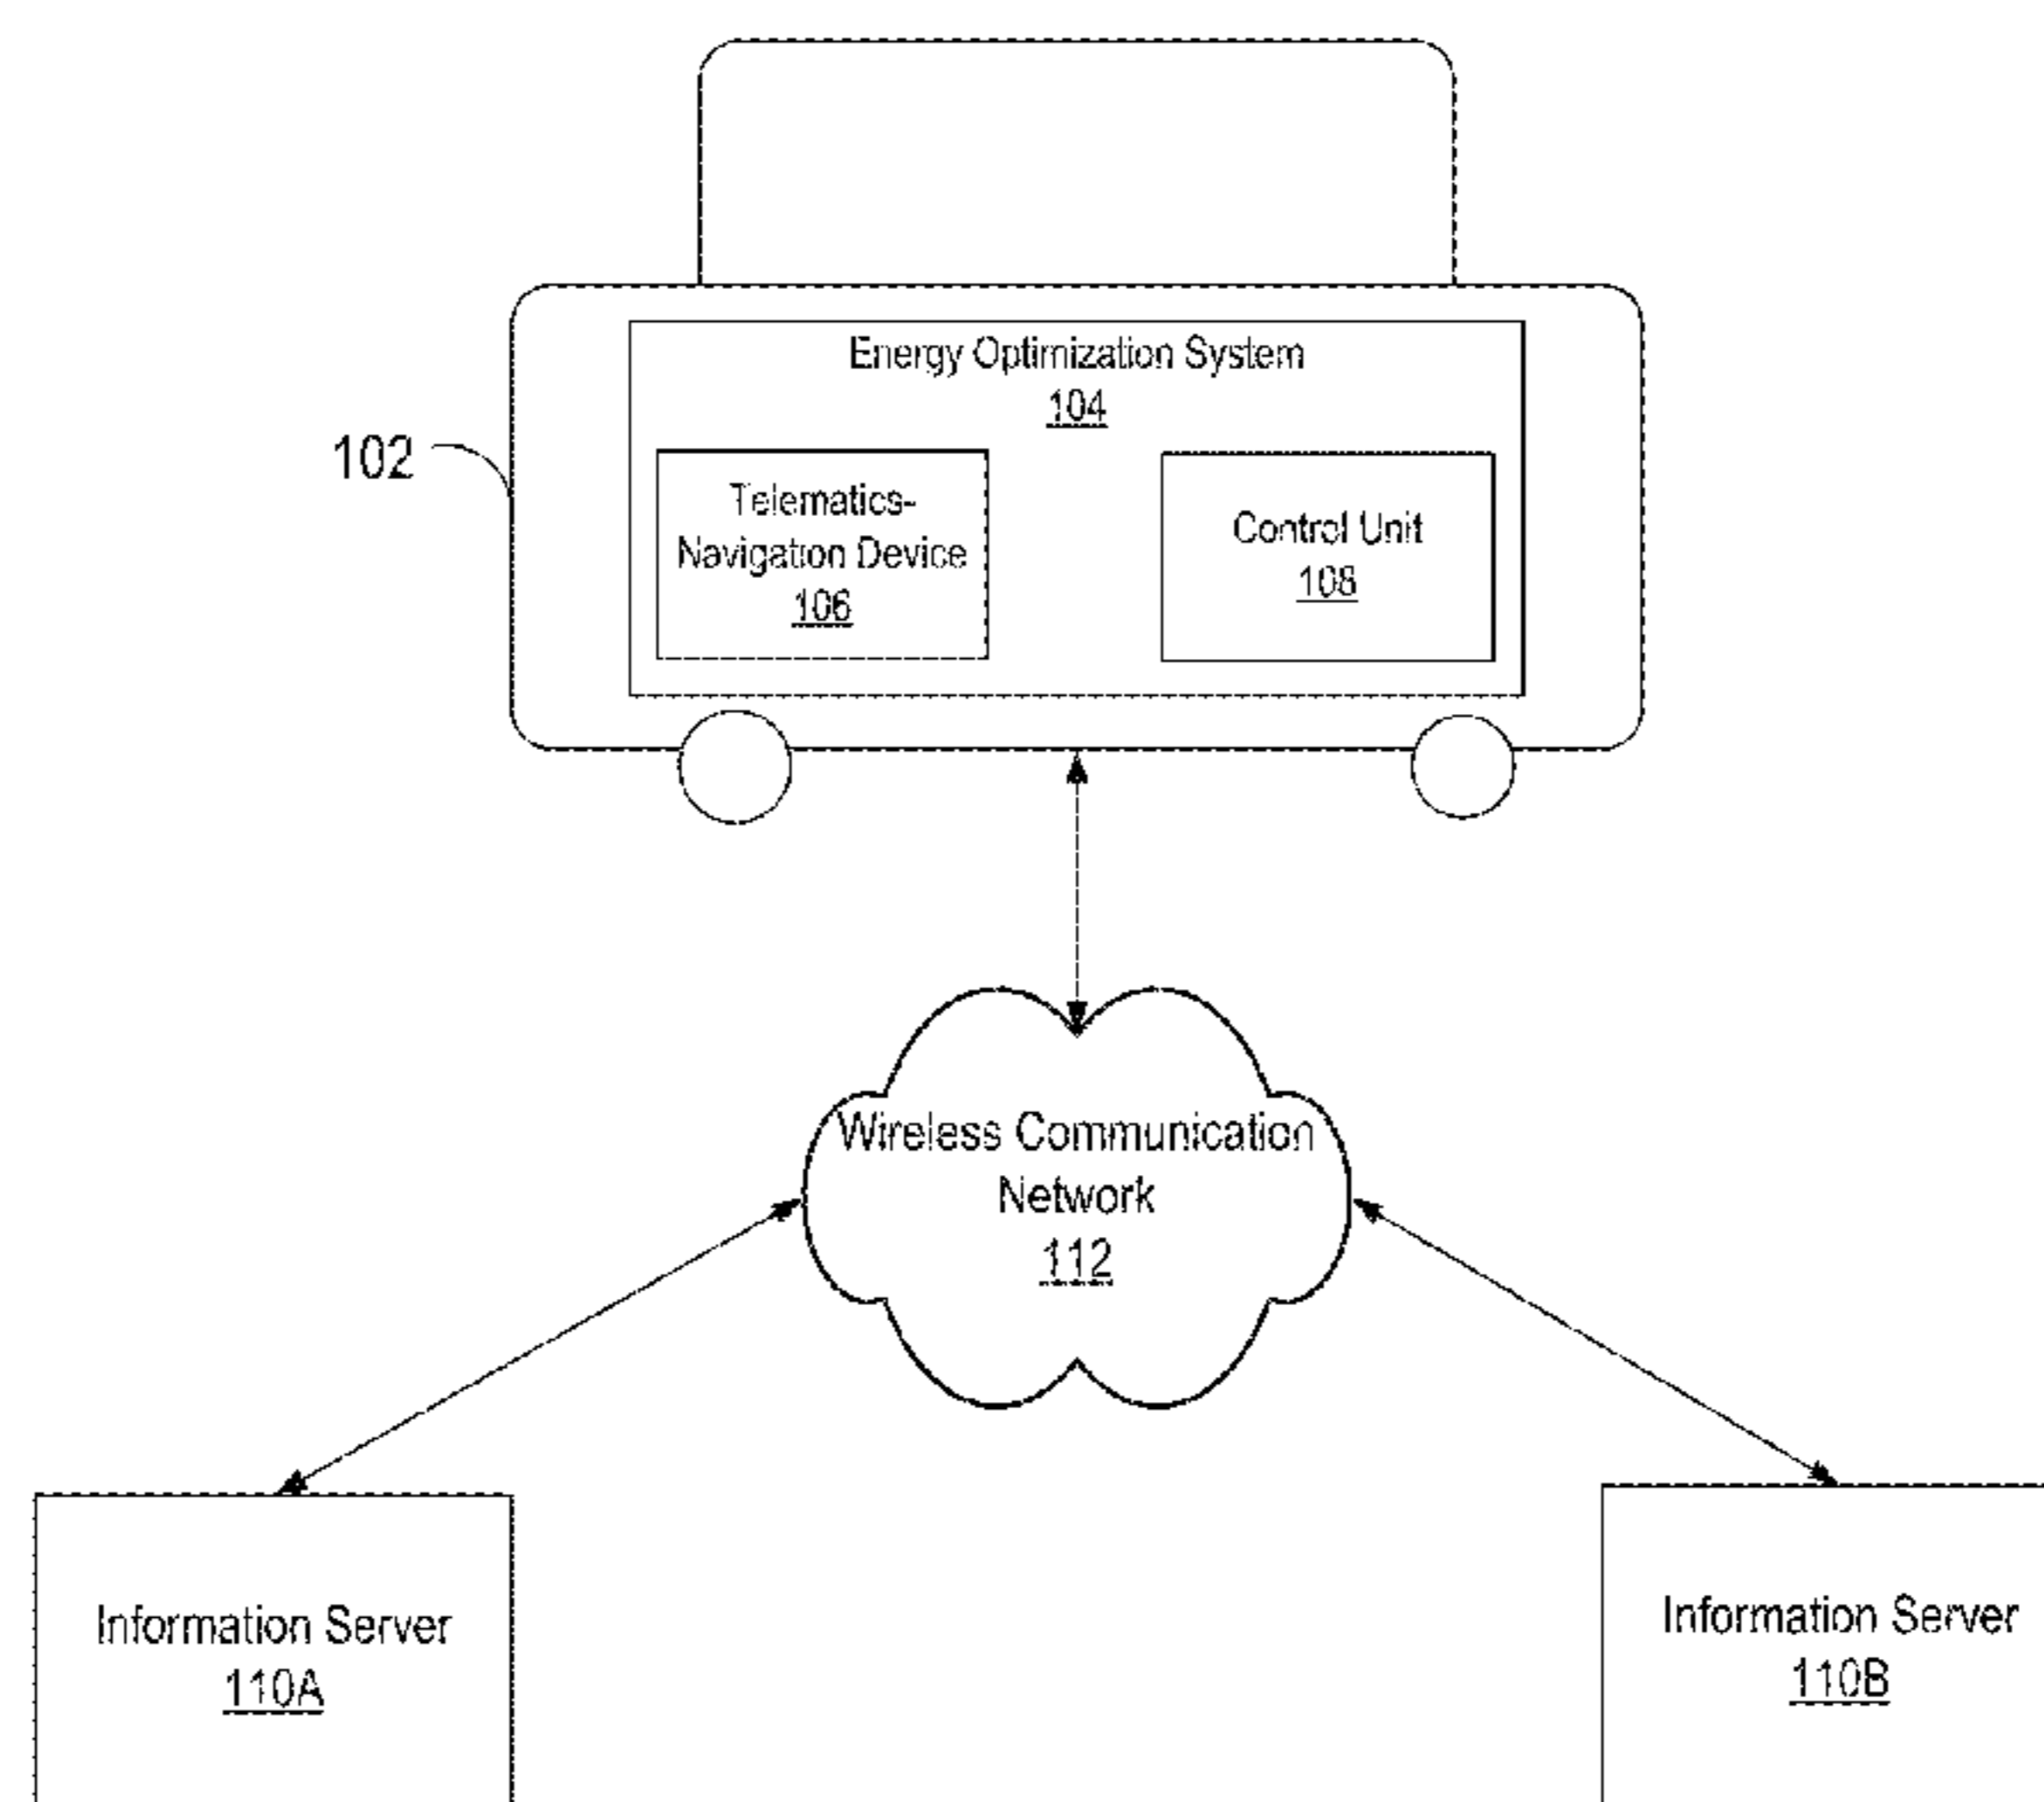 Energy Optimization System
104
102
Telematics-
Navigation Device
106
Control Unit
108
Wireless Communication
Network
112
Information Server
110A
Information Server
110B